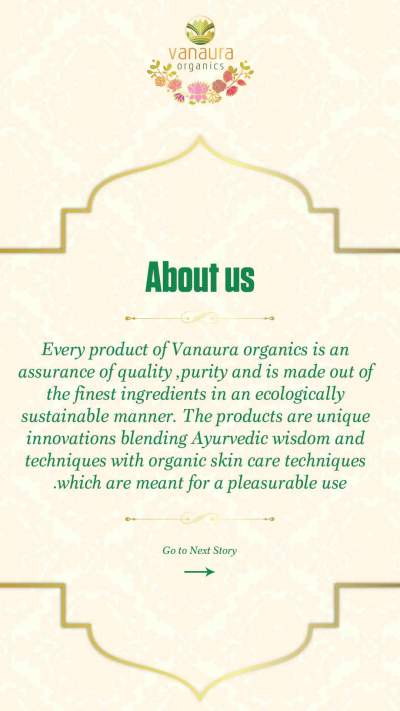 vanaura
organics
About us
Every product of Vanaura organics is an
assurance of quality ,purity and is made out of
the finest ingredients in an ecologically
sustainable manner. The products are unique
innovations blending Ayurvedic wisdom and
techniques with organic skin care techniques
.which are meant for a pleasurable use
Go to Next Story